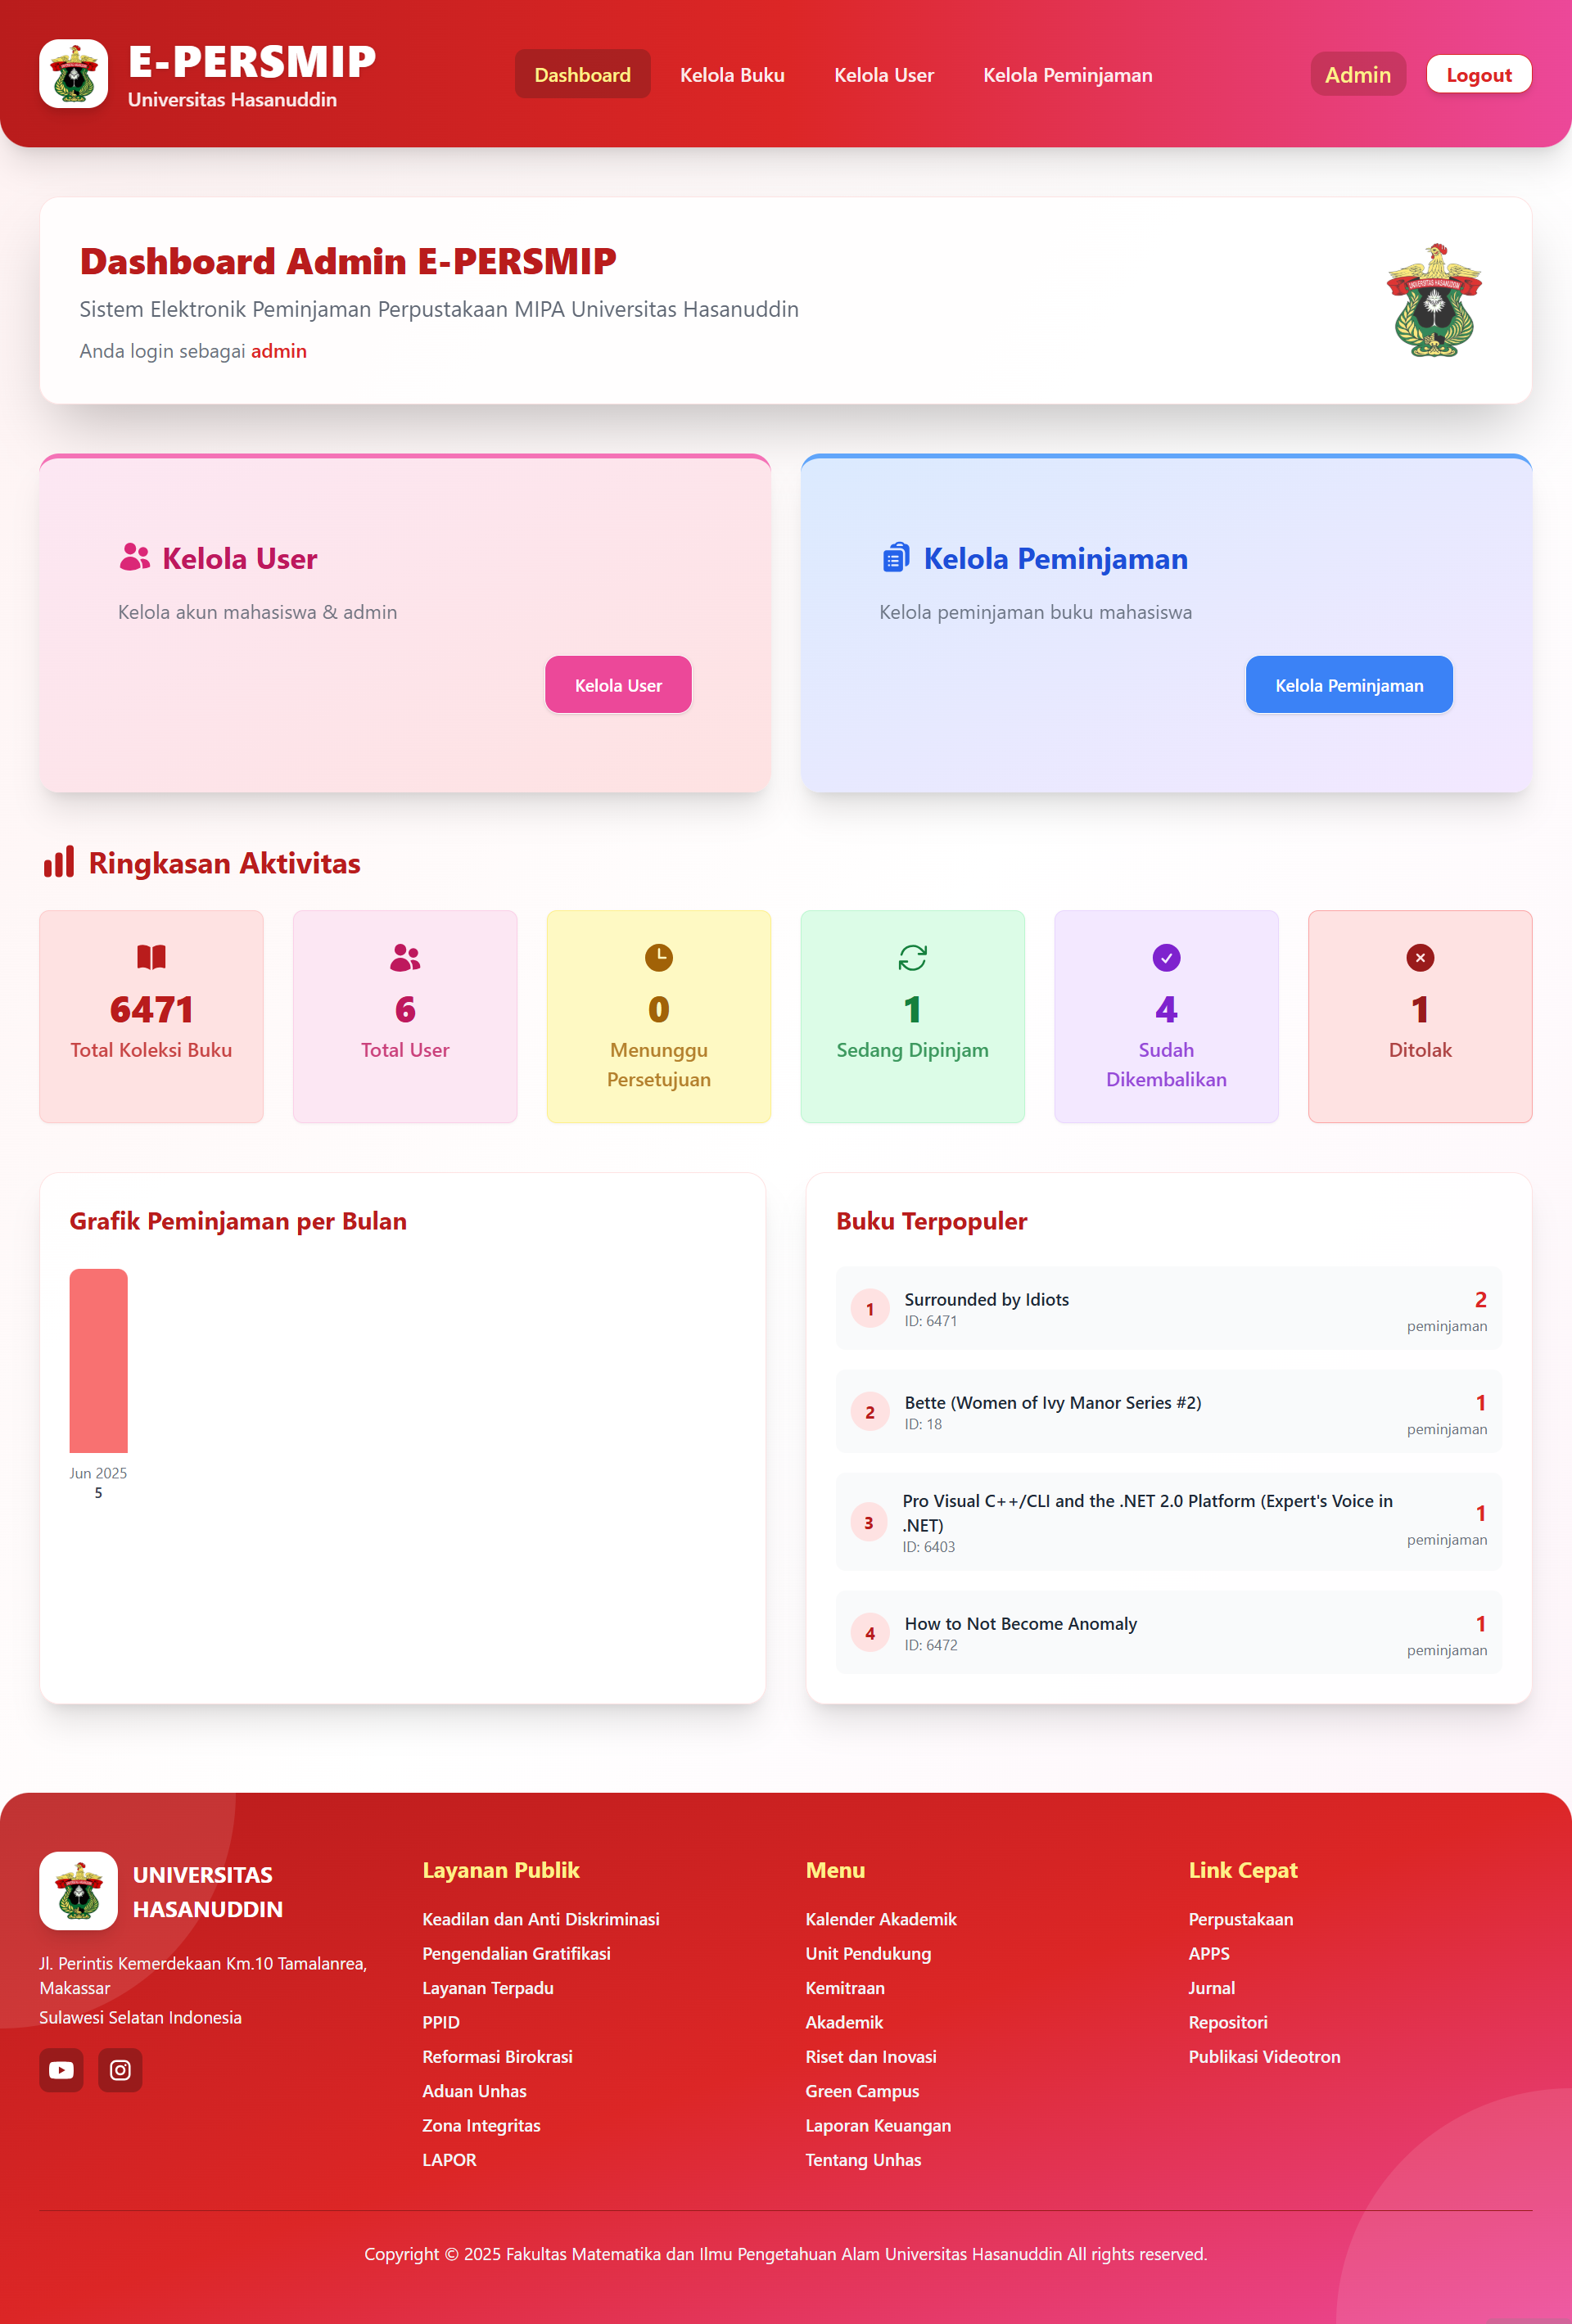 E-PERSMIP
Universitas Hasanuddin
Dashboard
Kelola Buku
Kelola User
Kelola Peminjaman
Admin
Logout
Dashboard Admin E-PERSMIP
Sistem Elektronik Peminjaman Perpustakaan MIPA Universitas Hasanuddin
Anda login sebagai admin
UNIVERSITAS HASANUDDIN
Kelola User
Kelola akun mahasiswa & admin
Kelola User
Kelola Peminjaman
Kelola peminjaman buku mahasiswa
Kelola Peminjaman
Ringkasan Aktivitas
6471
Total Koleksi Buku
6
Total User
0
Menunggu
Persetujuan
1
Sedang Dipinjam
4
Sudah
Dikembalikan
1
Ditolak
Grafik Peminjaman per Bulan
Jun 2025
5
Buku Terpopuler
1
Surrounded by Idiots
ID: 6471
2
peminjaman
2
Bette (Women of Ivy Manor Series #2)
ID: 18
1
peminjaman
3
Pro Visual C++/CLI and the .NET 2.0 Platform (Expert's Voice in
.NET)
ID: 6403
1
peminjaman
4
How to Not Become Anomaly
ID: 6472
1
peminjaman
UNIVERSITAS
HASANUDDIN
Jl. Perintis Kemerdekaan Km.10 Tamalanrea,
Makassar
Sulawesi Selatan Indonesia
Layanan Publik
Keadilan dan Anti Diskriminasi
Pengendalian Gratifikasi
Layanan Terpadu
PPID
Reformasi Birokrasi
Aduan Unhas
Zona Integritas
LAPOR
Menu
Kalender Akademik
Unit Pendukung
Kemitraan
Akademik
Riset dan Inovasi
Green Campus
Laporan Keuangan
Tentang Unhas
Link Cepat
Perpustakaan
APPS
Jurnal
Repositori
Publikasi Videotron
Copyright © 2025 Fakultas Matematika dan Ilmu Pengetahuan Alam Universitas Hasanuddin All rights reserved.